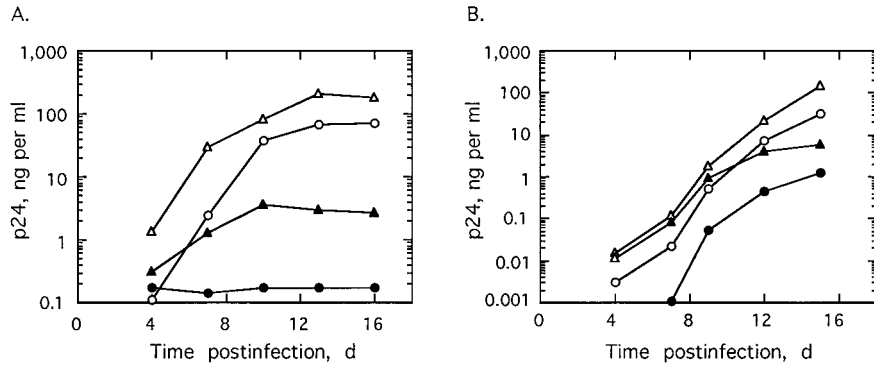 A.
1,000
100
10
1
0.1
p24, ng per ml
0 4 8 12 16
Time postinfection, d
B.
1,000
100
10
1
0.1
0.01
0.001
p24, ng per ml
0 4 8 12 16
Time postinfection, d